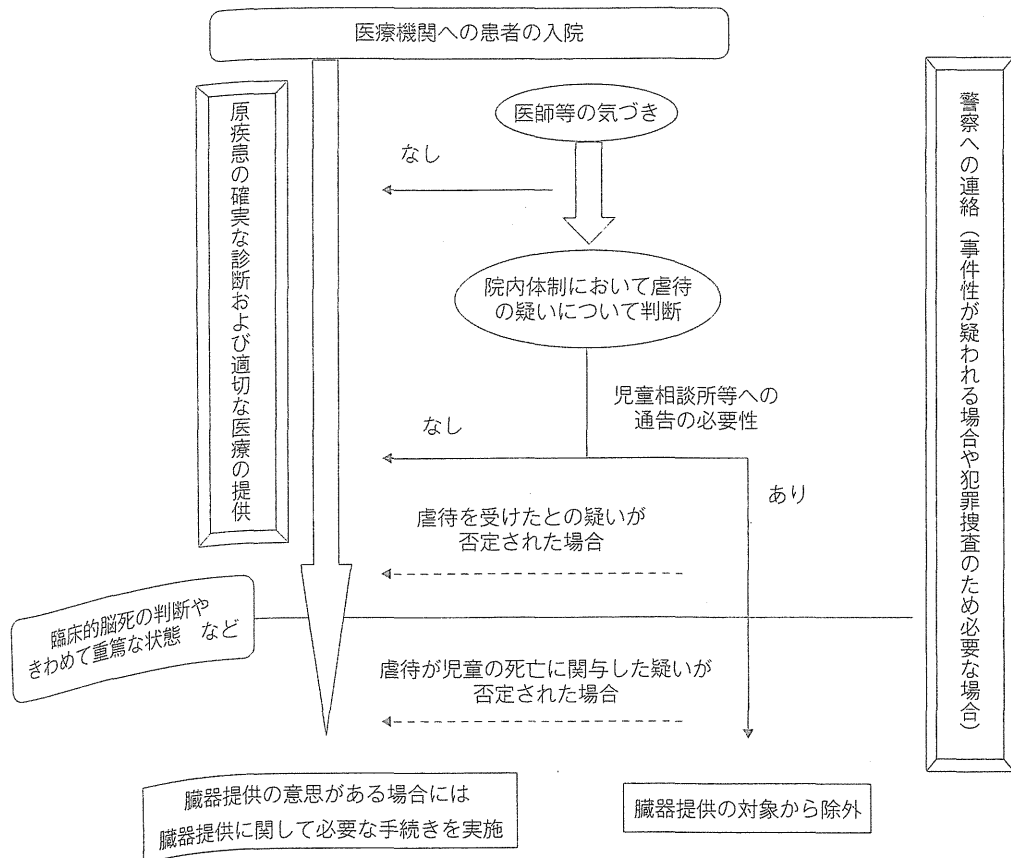 医療機関への患者の入院
原疾患の確実な診断および適切な医療の提供
医師等の気づき
なし
院内体制において虐待
の疑いについて判断
児童相談所等への
通告の必要性
なし
あり
虐待を受けたとの疑いが
否定された場合
臨床的脳死の判断や
きわめて重篤な状態 など
虐待が児童の死亡に関与した疑いが
否定された場合
警察への連絡(事件性が疑われる場合や犯罪捜査のため必要な場合)
臓器提供の意思がある場合には
臓器提供に関して必要な手続きを実施
臓器提供の対象から除外